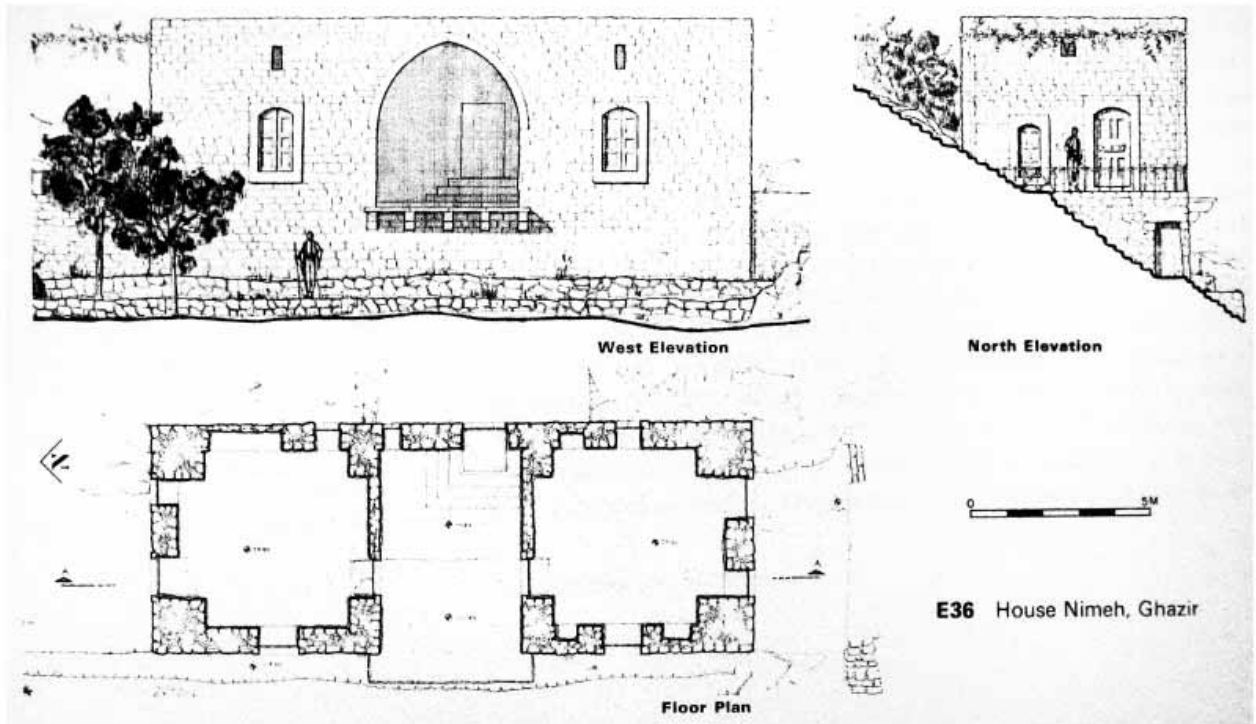 West Elevation
North Elevation
N
0 5M
E36 House Nimeh, Ghazir
A A
Floor Plan